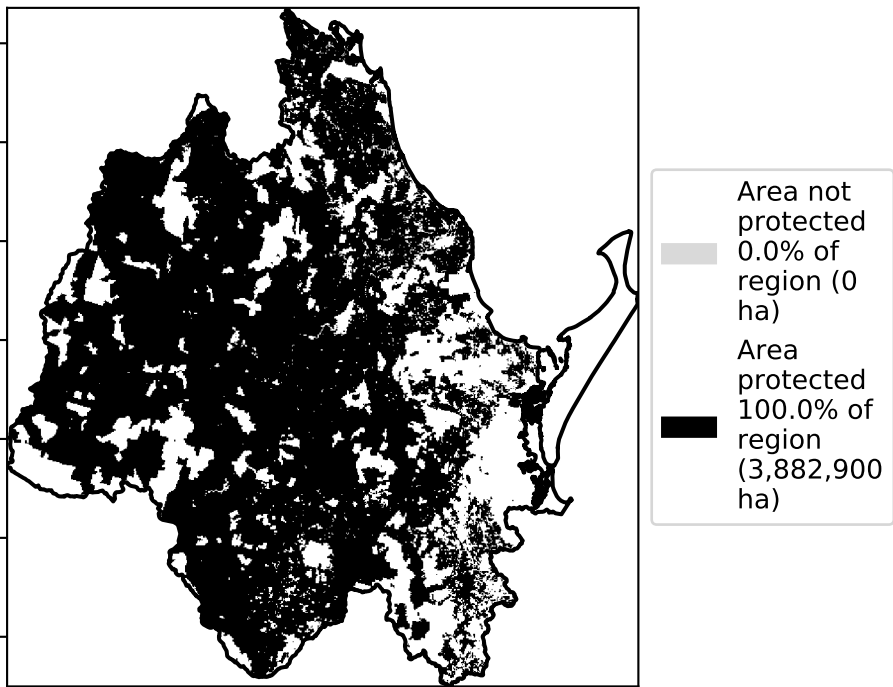 Area not
protected
0.0% of
region (0
ha)
Area
protected
100.0% of
region
(3,882,900
ha)